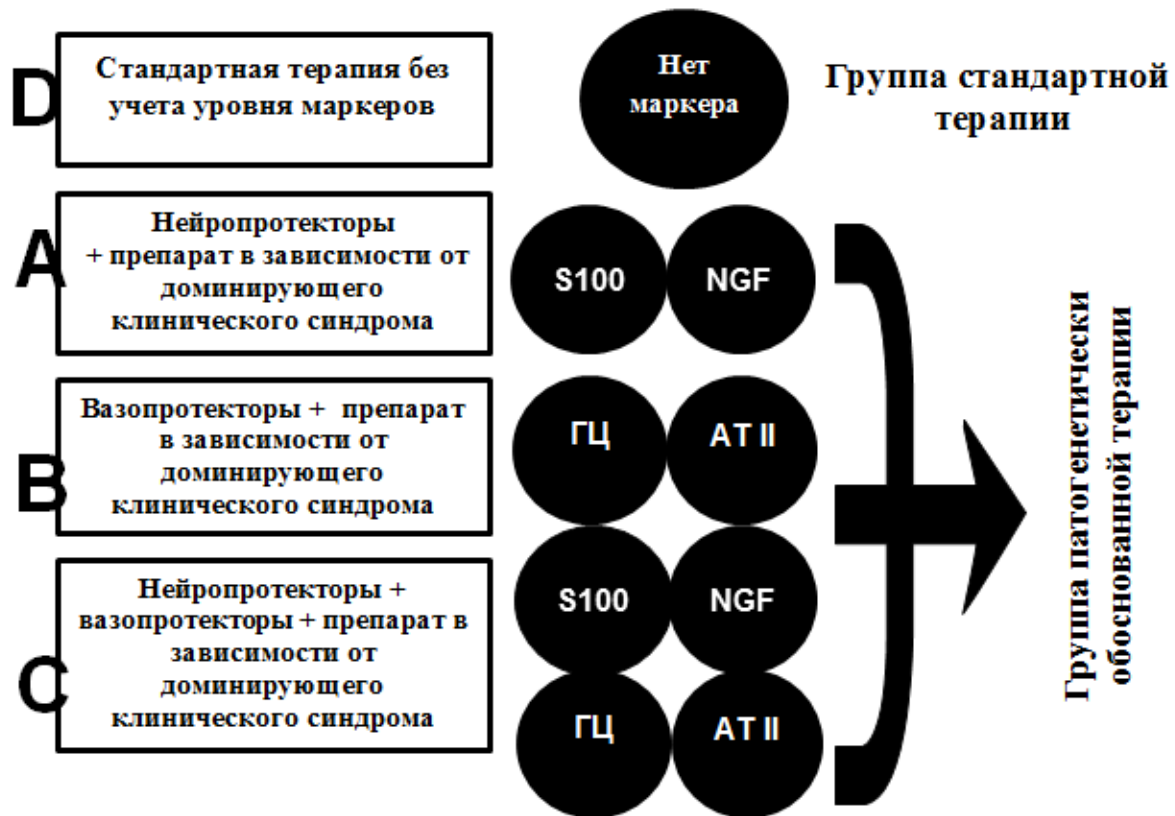 D
Стандартная терапия без
учета уровня маркеров
Нет
маркера
Группа стандартной
терапии
A
Нейропротекторы
+ препарат в зависимости от
доминирующего
клинического синдрома
S100
NGF
B
Вазопротекторы + препарат
в зависимости от
доминирующего
клинического синдрома
ГЦ
АТ II
C
Нейропротекторы +
вазопротекторы + препарат в
зависимости от
доминирующего
клинического синдрома
S100
NGF
ГЦ
АТ II
Группа патогенетически
обоснованной терапии